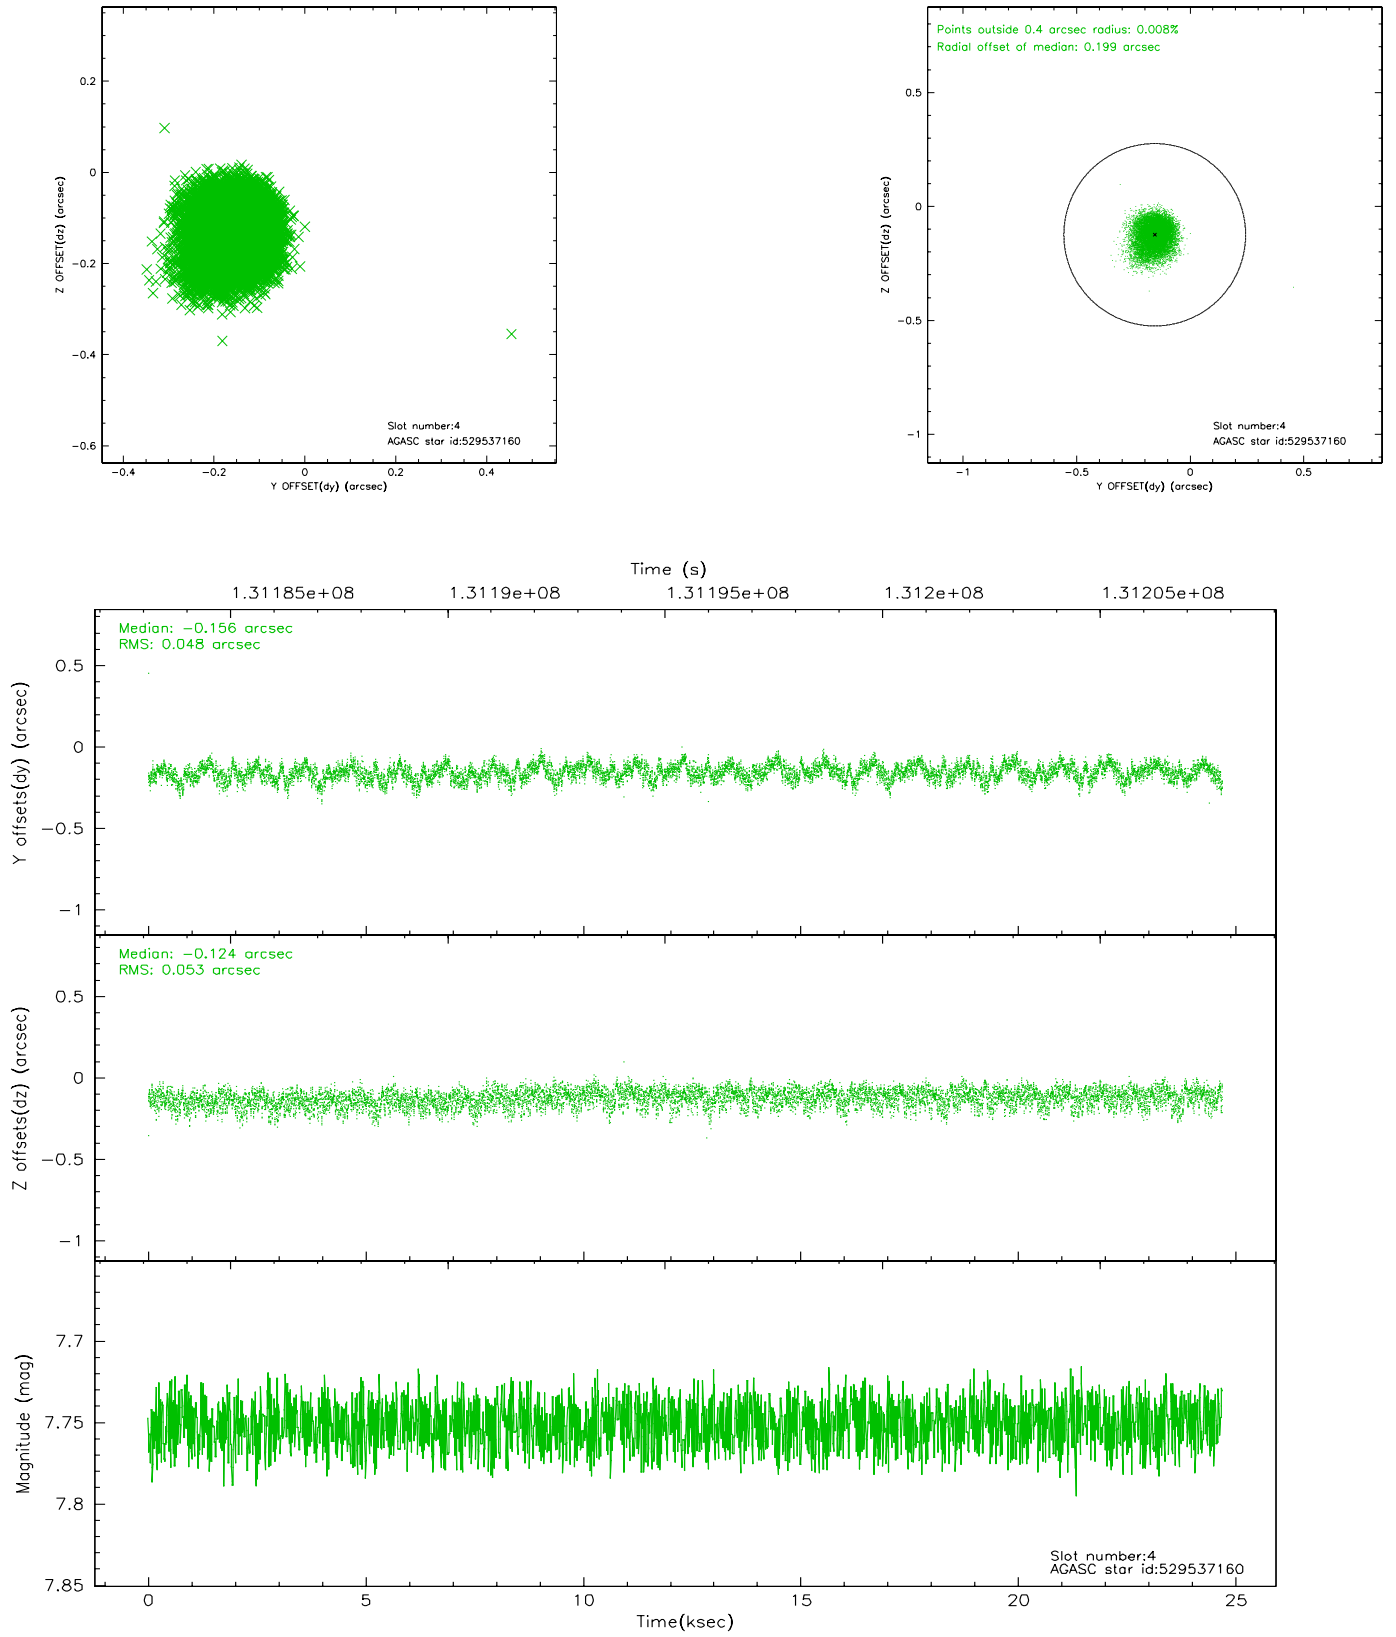 0.2
0
−0.2
−0.4
−0.6
Z OFFSET(dz) (arcsec)
−0.4 −0.2 0 0.2 0.4
Y OFFSET(dy) (arcsec)
Slot number:4
AGASC star id:529537160
Points outside 0.4 arcsec radius: 0.008%
Radial offset of median: 0.199 arcsec
0.5
0
−0.5
−1
Z OFFSET(dz) (arcsec)
−1 −0.5 0 0.5
Y OFFSET(dy) (arcsec)
Slot number:4
AGASC star id:529537160
Time (s)
1.31185e+08 1.3119e+08 1.31195e+08 1.312e+08 1.31205e+08
Median: −0.156 arcsec
RMS: 0.048 arcsec
0.5
0
−0.5
−1
Y offsets(dy) (arcsec)
Median: −0.124 arcsec
RMS: 0.053 arcsec
0.5
0
−0.5
−1
Z offsets(dz) (arcsec)
7.7
7.75
7.8
7.85
Magnitude (mag)
Slot number:4
AGASC star id:529537160
0 5 10 15 20 25
Time(ksec)